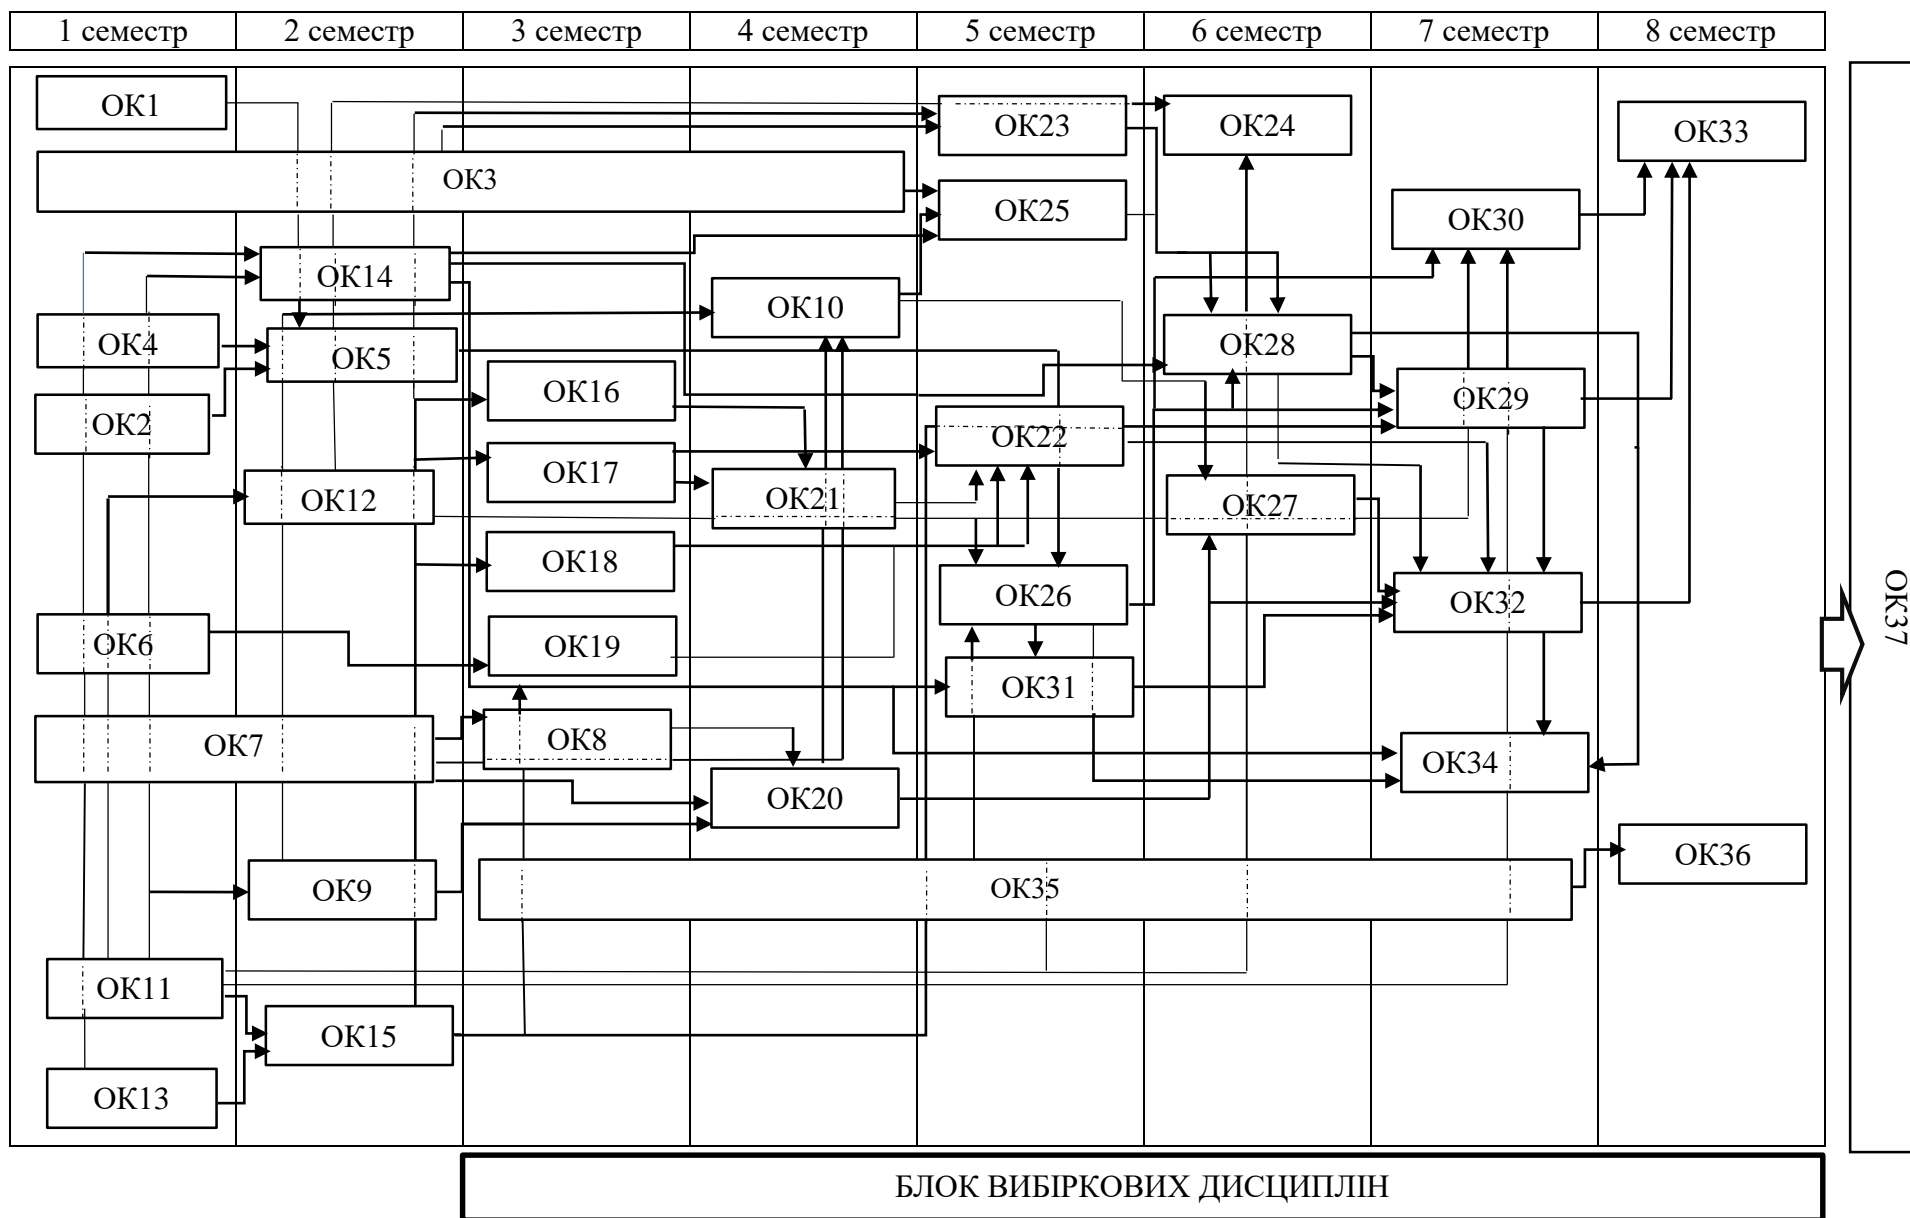 1 семестр 2 семестр 3 семестр 4 семестр 5 семестр 6 семестр 7 семестр 8 семестр
ОК1
ОК23
ОК24
ОК33
ОК3
ОК25
ОК30
ОК14
ОК10
ОК4
ОК5
ОК28
ОК16
ОК29
ОК2
ОК22
ОК17
ОК12
ОК21
ОК27
ОК18
ОК26
ОК32
ОК37
ОК6
ОК19
ОК31
ОК7
ОК8
ОК34
ОК20
ОК36
ОК9
ОК35
ОК11
ОК15
ОК13
БЛОК ВИБІРКОВИХ ДИСЦИПЛІН